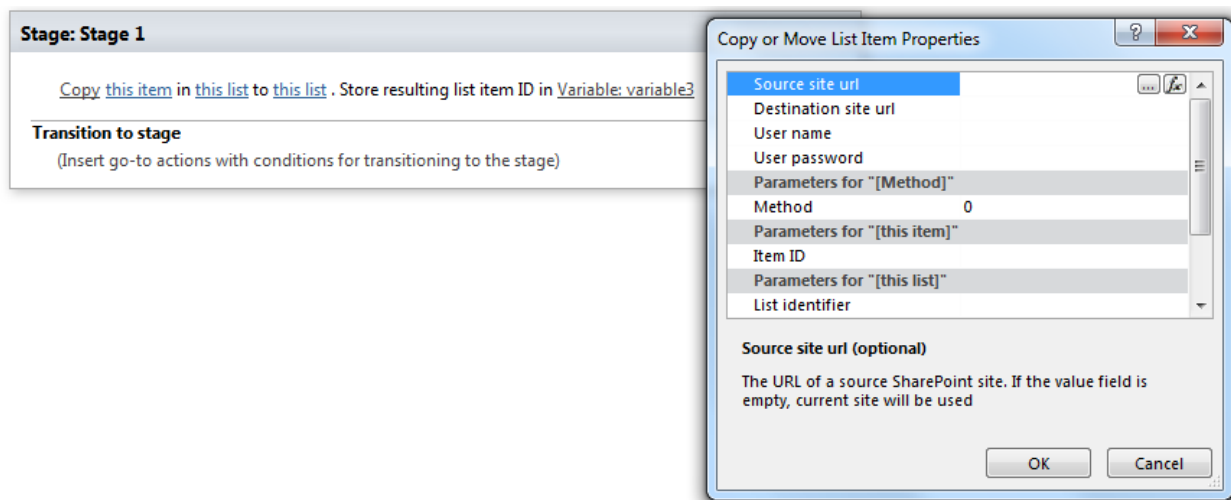 Stage: Stage 1
Copy this item in this list to this list . Store resulting list item ID in Variable: variable3
Transition to stage
(Insert go-to actions with conditions for transitioning to the stage)
Copy or Move List Item Properties
Source site url ... fx
Destination site url
User name
User password
Parameters for "[Method]"
Method 0
Parameters for "[this item]"
Item ID
Parameters for "[this list]"
List identifier
Source site url (optional)
The URL of a source SharePoint site. If the value field is
empty, current site will be used
OK Cancel